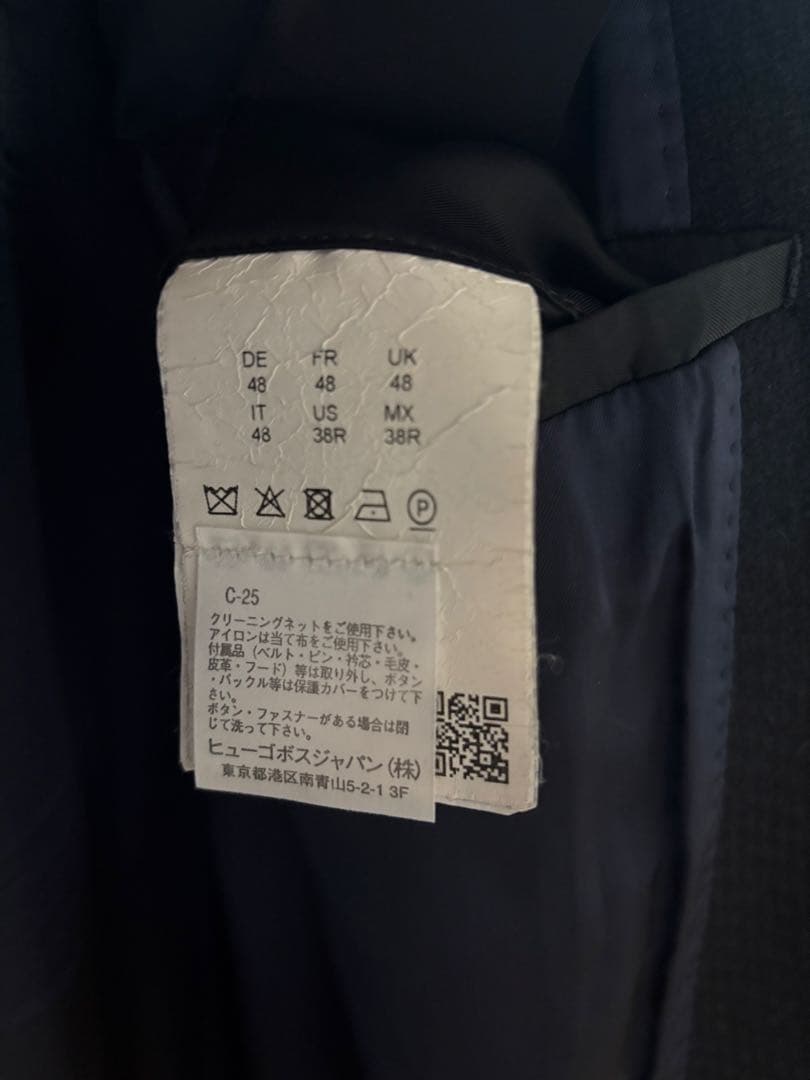 DE FR UK
48 48 48
IT US MX
48 38R 38R
P
C-25
クリーニングネットをご使用下さい。
アイロンは当て布をご使用下さい。
付属品(ベルト・ピン・衿芯・毛皮・
皮革・フード)等は取り外し、ボタン
・バックル等は保護カバーをつけて下
さい。
ボタン・ファスナーがある場合は閉
じて洗って下さい。
ヒューゴボスジャパン(株)
東京都港区南青山5-2-1 3F